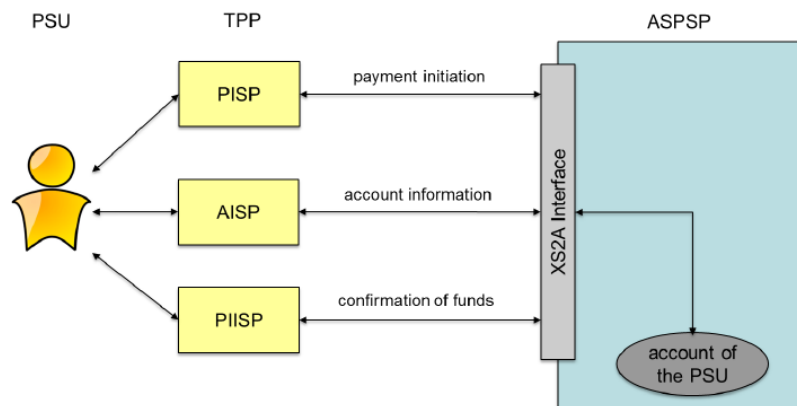 PSU
TPP
ASPSP
PISP
payment initiation
AISP
account information
XS2A Interface
PIISP
confirmation of funds
account of
the PSU